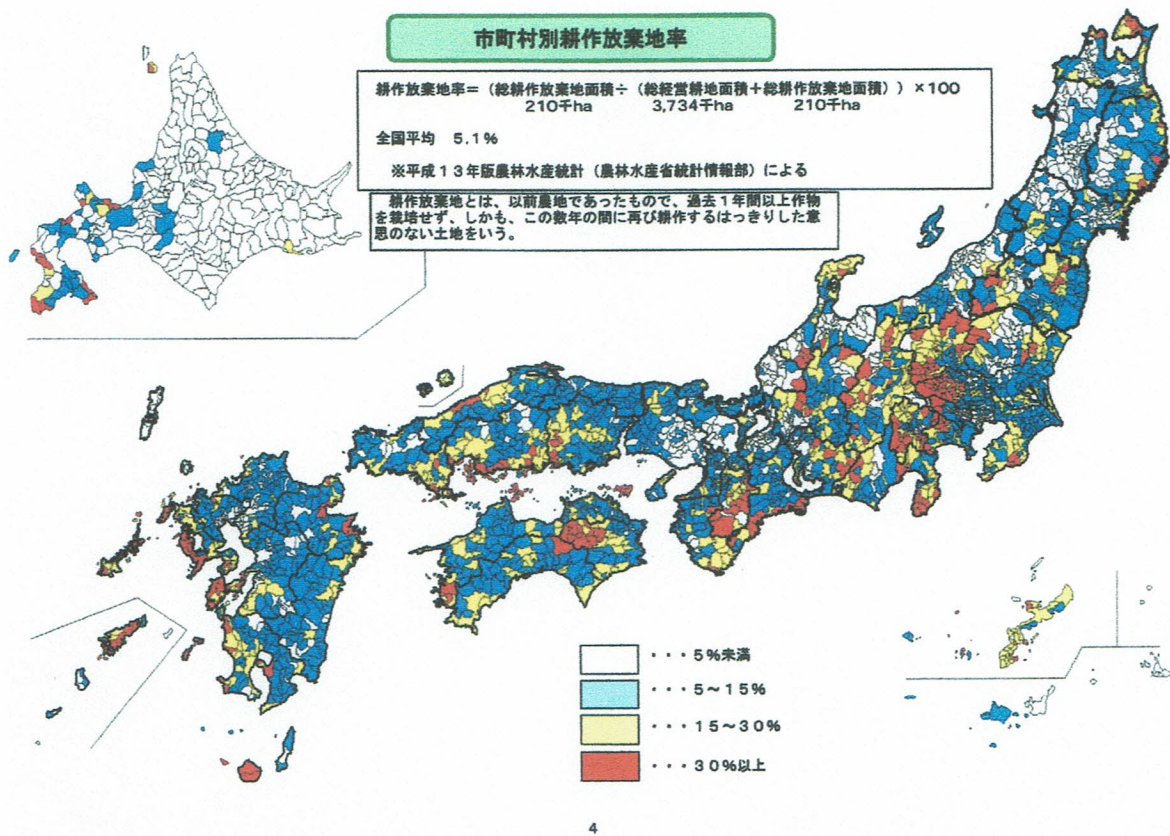 市町村別耕作放棄地率
耕作放棄地率＝（総耕作放棄地面積÷（総経営耕地面積＋総耕作放棄地面積））×100
210千ha 3,734千ha 210千ha
全国平均 5.1％
※平成13年版農林水産統計（農林水産省統計情報部）による
耕作放棄地とは、以前農地であったもので、過去1年間以上作物
を栽培せず、しかも、この数年の間に再び耕作するはっきりした意
思のない土地をいう。
・・・5％未満
・・・5～15％
・・・15～30％
・・・30％以上
4